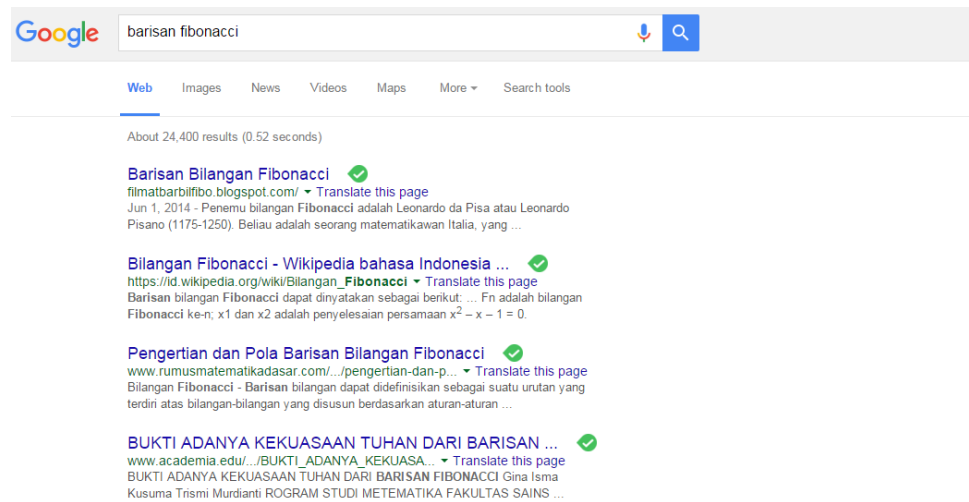 Google barisan fibonacci
Web Images News Videos Maps More Search tools
About 24,400 results (0.52 seconds)
Barisan Bilangan Fibonacci
filmatbarbilfibo.blogspot.com/ Translate this page
Jun 1, 2014 - Penemu bilangan Fibonacci adalah Leonardo da Pisa atau Leonardo
Pisano (1175-1250). Beliau adalah seorang matematikawan Italia, yang ...
Bilangan Fibonacci - Wikipedia bahasa Indonesia ...
https://id.wikipedia.org/wiki/Bilangan_Fibonacci Translate this page
Barisan bilangan Fibonacci dapat dinyatakan sebagai berikut: ... Fn adalah bilangan
Fibonacci ke-n; x1 dan x2 adalah penyelesaian persamaan x² – x – 1 = 0.
Pengertian dan Pola Barisan Bilangan Fibonacci
www.rumusmatematikadasar.com/.../pengertian-dan-p... Translate this page
Bilangan Fibonacci - Barisan bilangan dapat didefinisikan sebagai suatu urutan yang
terdiri atas bilangan-bilangan yang disusun berdasarkan aturan-aturan ...
BUKTI ADANYA KEKUASAAN TUHAN DARI BARISAN ...
www.academia.edu/.../BUKTI_ADANYA_KEKUASA... Translate this page
BUKTI ADANYA KEKUASAAN TUHAN DARI BARISAN FIBONACCI Gina Isma
Kusuma Trismi Murdianti ROGRAM STUDI METEMATIKA FAKULTAS SAINS ...